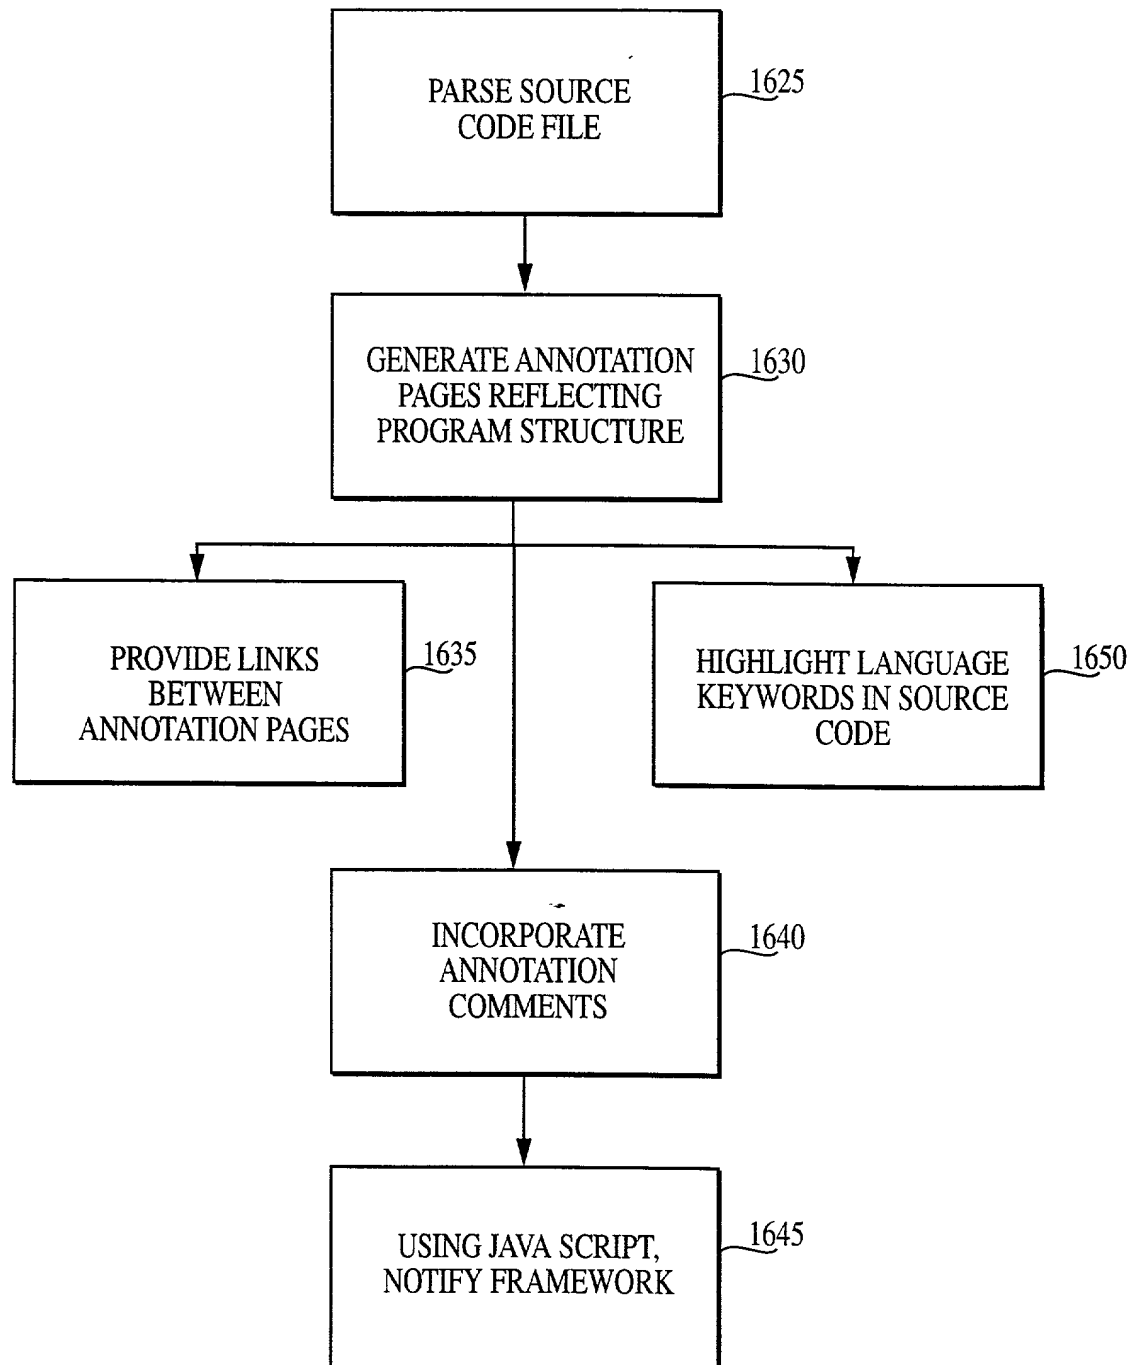 PARSE SOURCE
CODE FILE
1625
GENERATE ANNOTATION
PAGES REFLECTING
PROGRAM STRUCTURE
1630
PROVIDE LINKS
BETWEEN
ANNOTATION PAGES
1635
HIGHLIGHT LANGUAGE
KEYWORDS IN SOURCE
CODE
1650
INCORPORATE
ANNOTATION
COMMENTS
1640
USING JAVA SCRIPT,
NOTIFY FRAMEWORK
1645